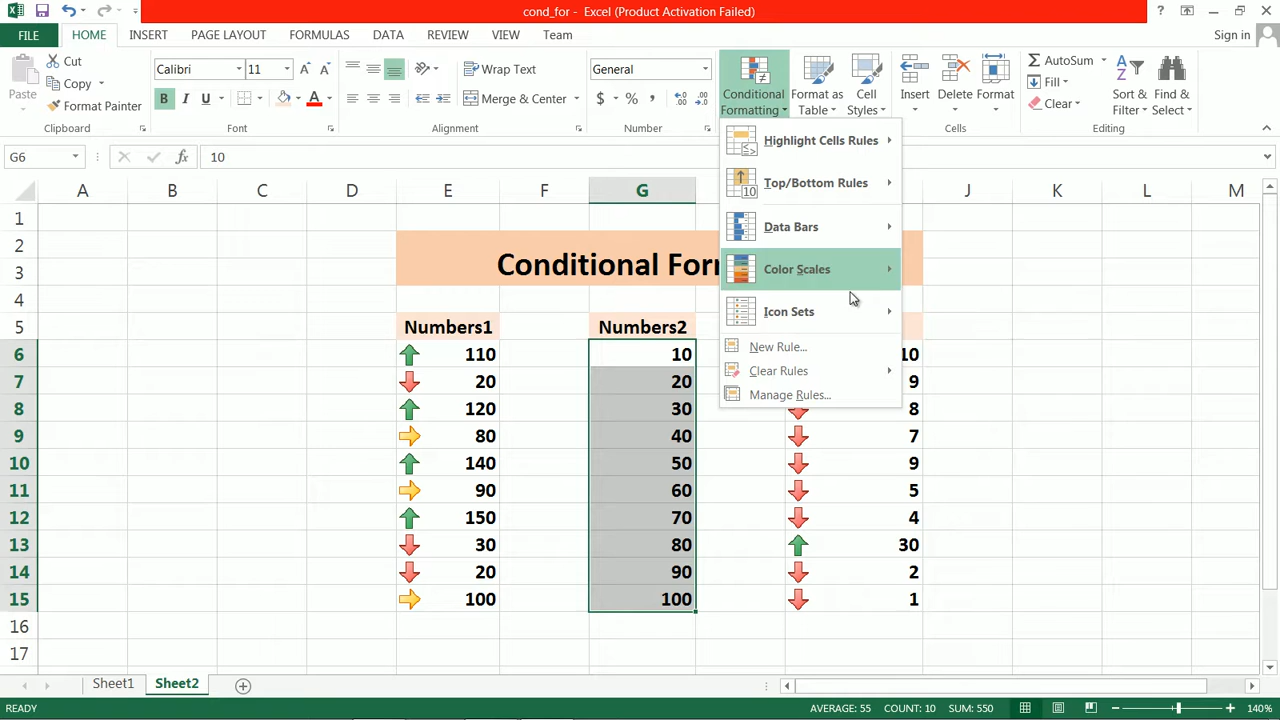 cond_for - Excel (Product Activation Failed)
FILE HOME INSERT PAGE LAYOUT FORMULAS DATA REVIEW VIEW Team Sign in
Paste
Cut
Copy
Format Painter
Clipboard
Calibri 11
B I U
Font
Wrap Text
Merge & Center
Alignment
General
$ % ,
Number
Conditional Formatting
Format as Table
Cell Styles
Insert Delete Format
Cells
AutoSum
Fill
Clear
Sort & Filter
Find & Select
Editing
G6 fx 10
A B C D E F G J K L M
1
2
3
4
5
6
7
8
9
10
11
12
13
14
15
16
17
Conditional For
Numbers1 Numbers2
110 10 10
20 20 9
120 30 8
80 40 7
140 50 9
90 60 5
150 70 4
30 80 30
20 90 2
100 100 1
Highlight Cells Rules
Top/Bottom Rules
Data Bars
Color Scales
Icon Sets
New Rule...
Clear Rules
Manage Rules...
Sheet1 Sheet2
READY AVERAGE: 55 COUNT: 10 SUM: 550 140%